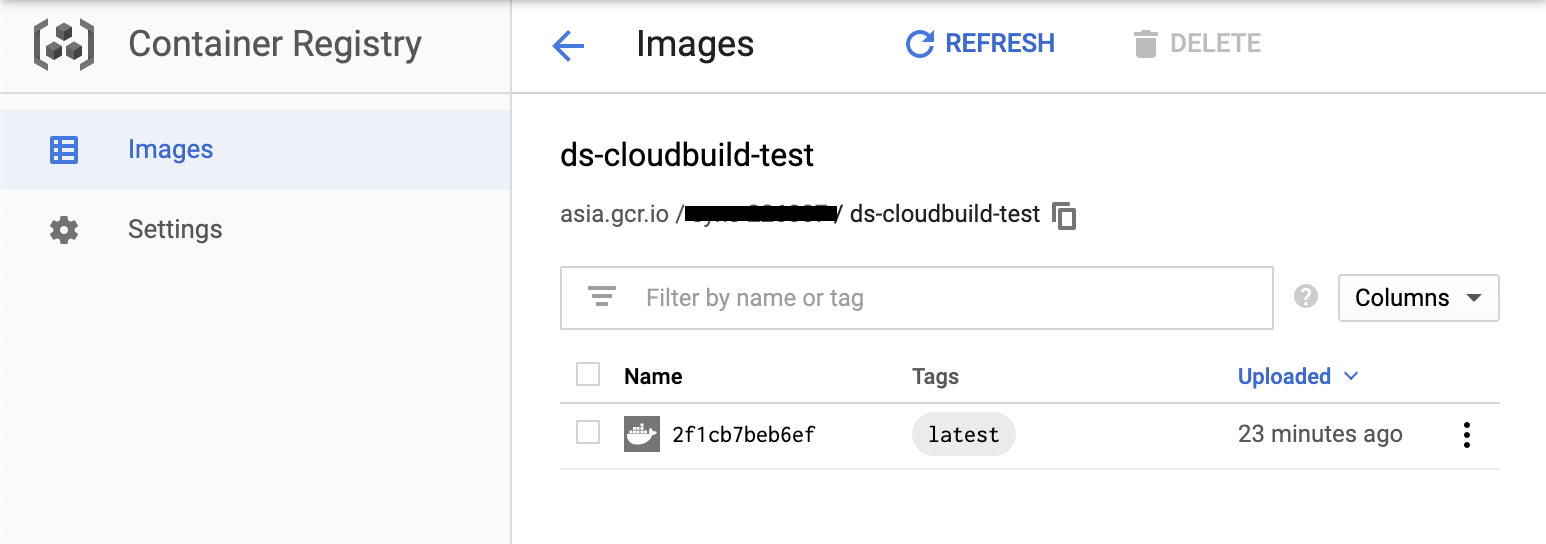 Container Registry
Images
REFRESH
DELETE
Images
Settings
ds-cloudbuild-test
asia.gcr.io / / ds-cloudbuild-test
Filter by name or tag
Columns
Name Tags Uploaded
2f1cb7beb6ef latest 23 minutes ago